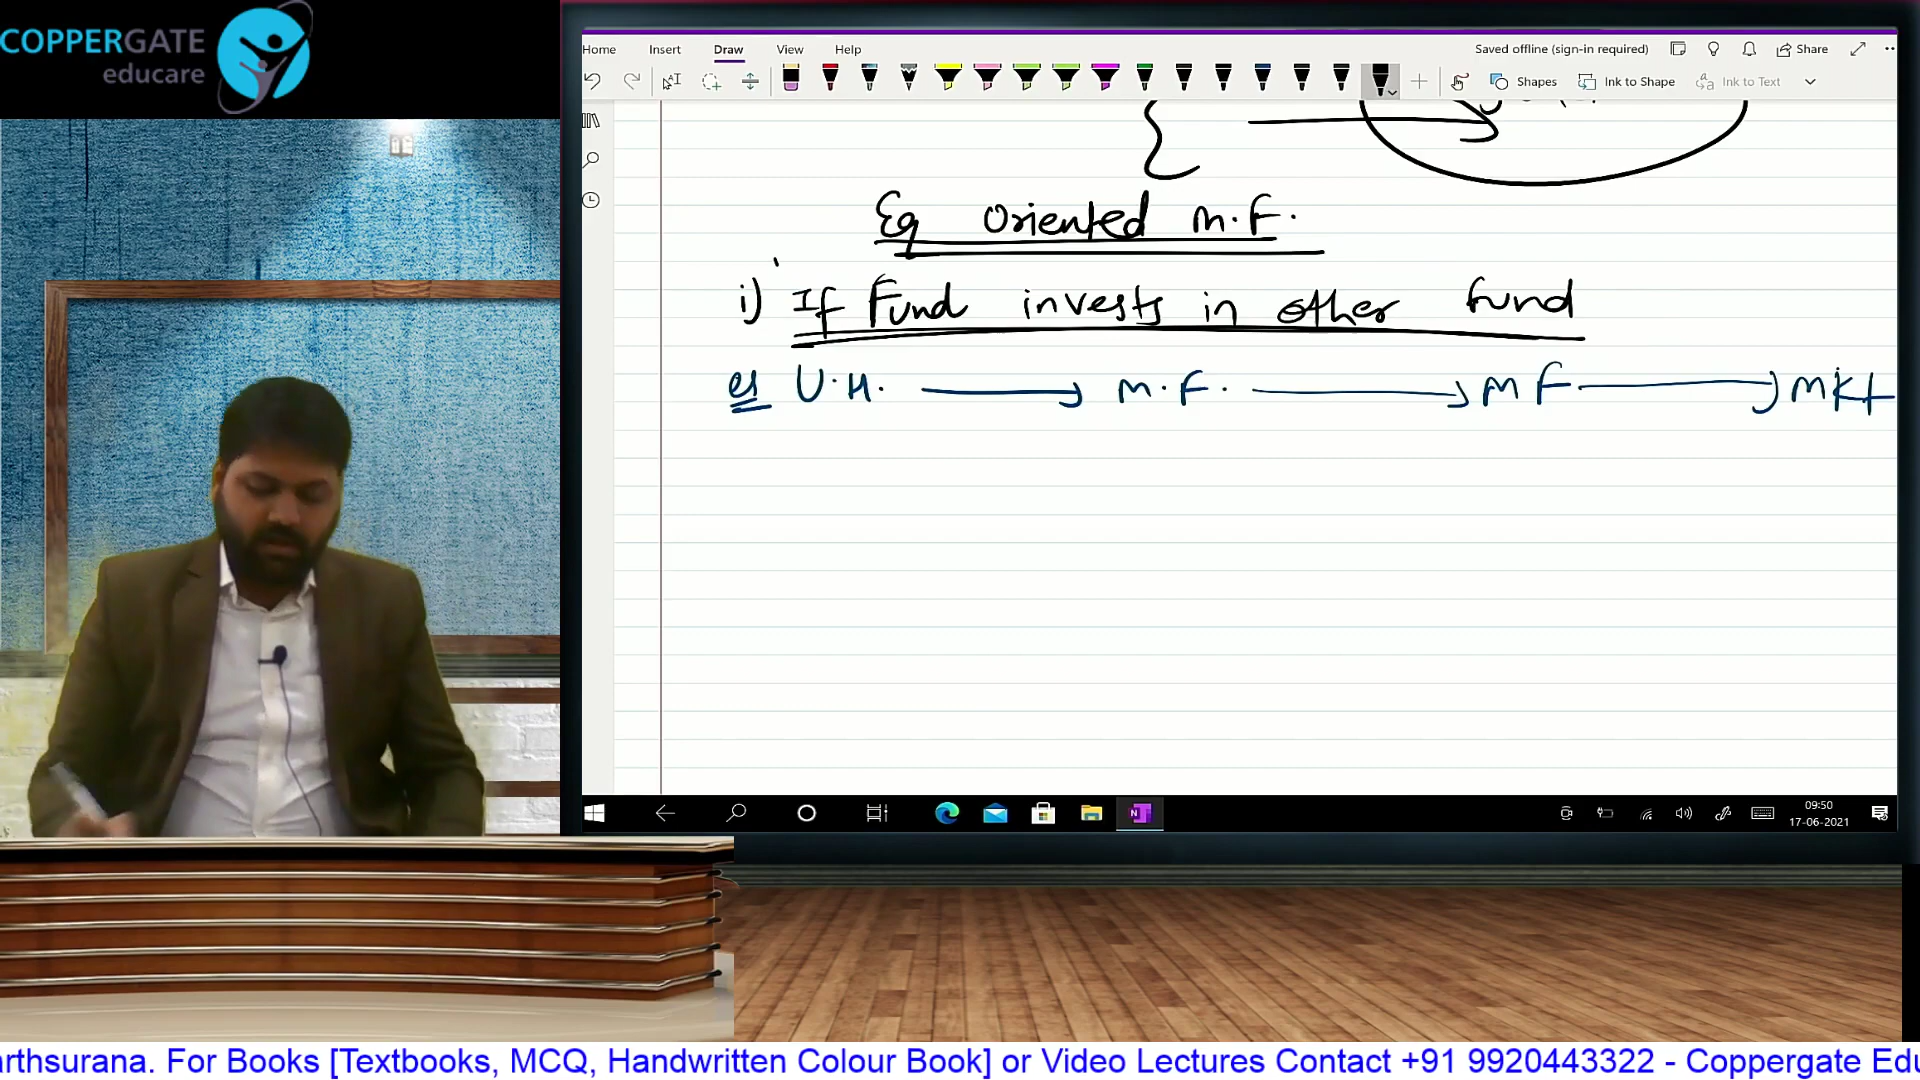 COPPERGATE
educare
Home Insert Draw View Help Saved offline (sign-in required) Share
Shapes Ink to Shape Ink to Text
Eq Oriented M.F.
i) If Fund invests in other fund
eg U.H. → M.F. → MF → Mkt
09:50
17-06-2021
arthsurana. For Books [Textbooks, MCQ, Handwritten Colour Book] or Video Lectures Contact +91 9920443322 - Coppergate Edu